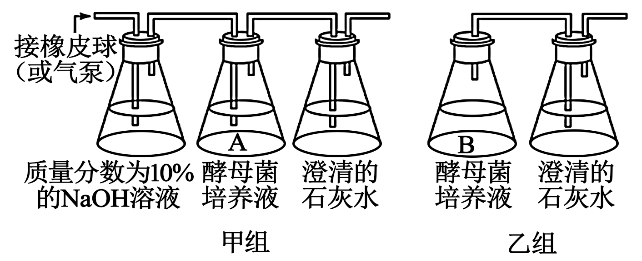 接橡皮球
（或气泵）
A
B
质量分数为10%
的NaOH溶液
酵母菌
培养液
澄清的
石灰水
酵母菌
培养液
澄清的
石灰水
甲组
乙组